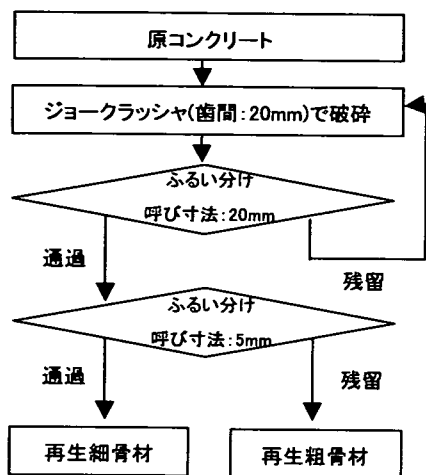 原コンクリート
ジョークラッシャ(歯間:20mm)で破砕
ふるい分け
呼び寸法:20mm
通過
残留
ふるい分け
呼び寸法:5mm
通過
残留
再生細骨材
再生粗骨材